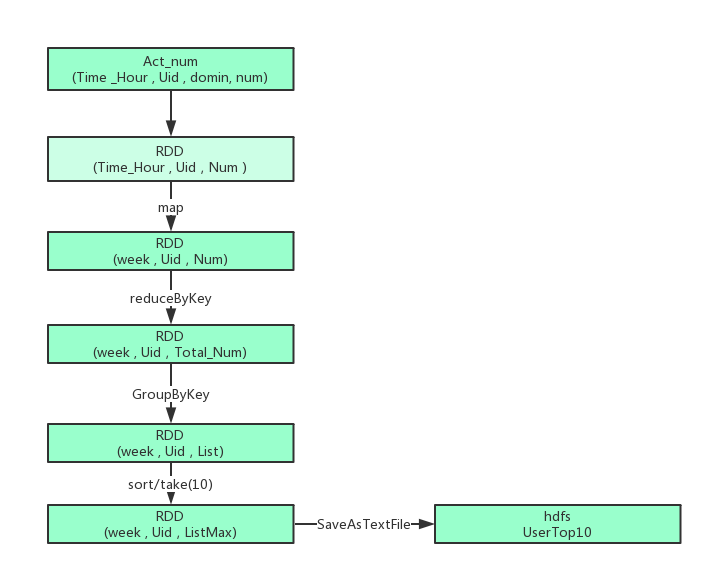 Act_num
(Time _Hour , Uid , domin, num)
RDD
(Time_Hour , Uid , Num )
map
RDD
(week , Uid , Num)
reduceByKey
RDD
(week , Uid , Total_Num)
GroupByKey
RDD
(week , Uid , List)
sort/take(10)
RDD
(week , Uid , ListMax)
SaveAsTextFile
hdfs
UserTop10